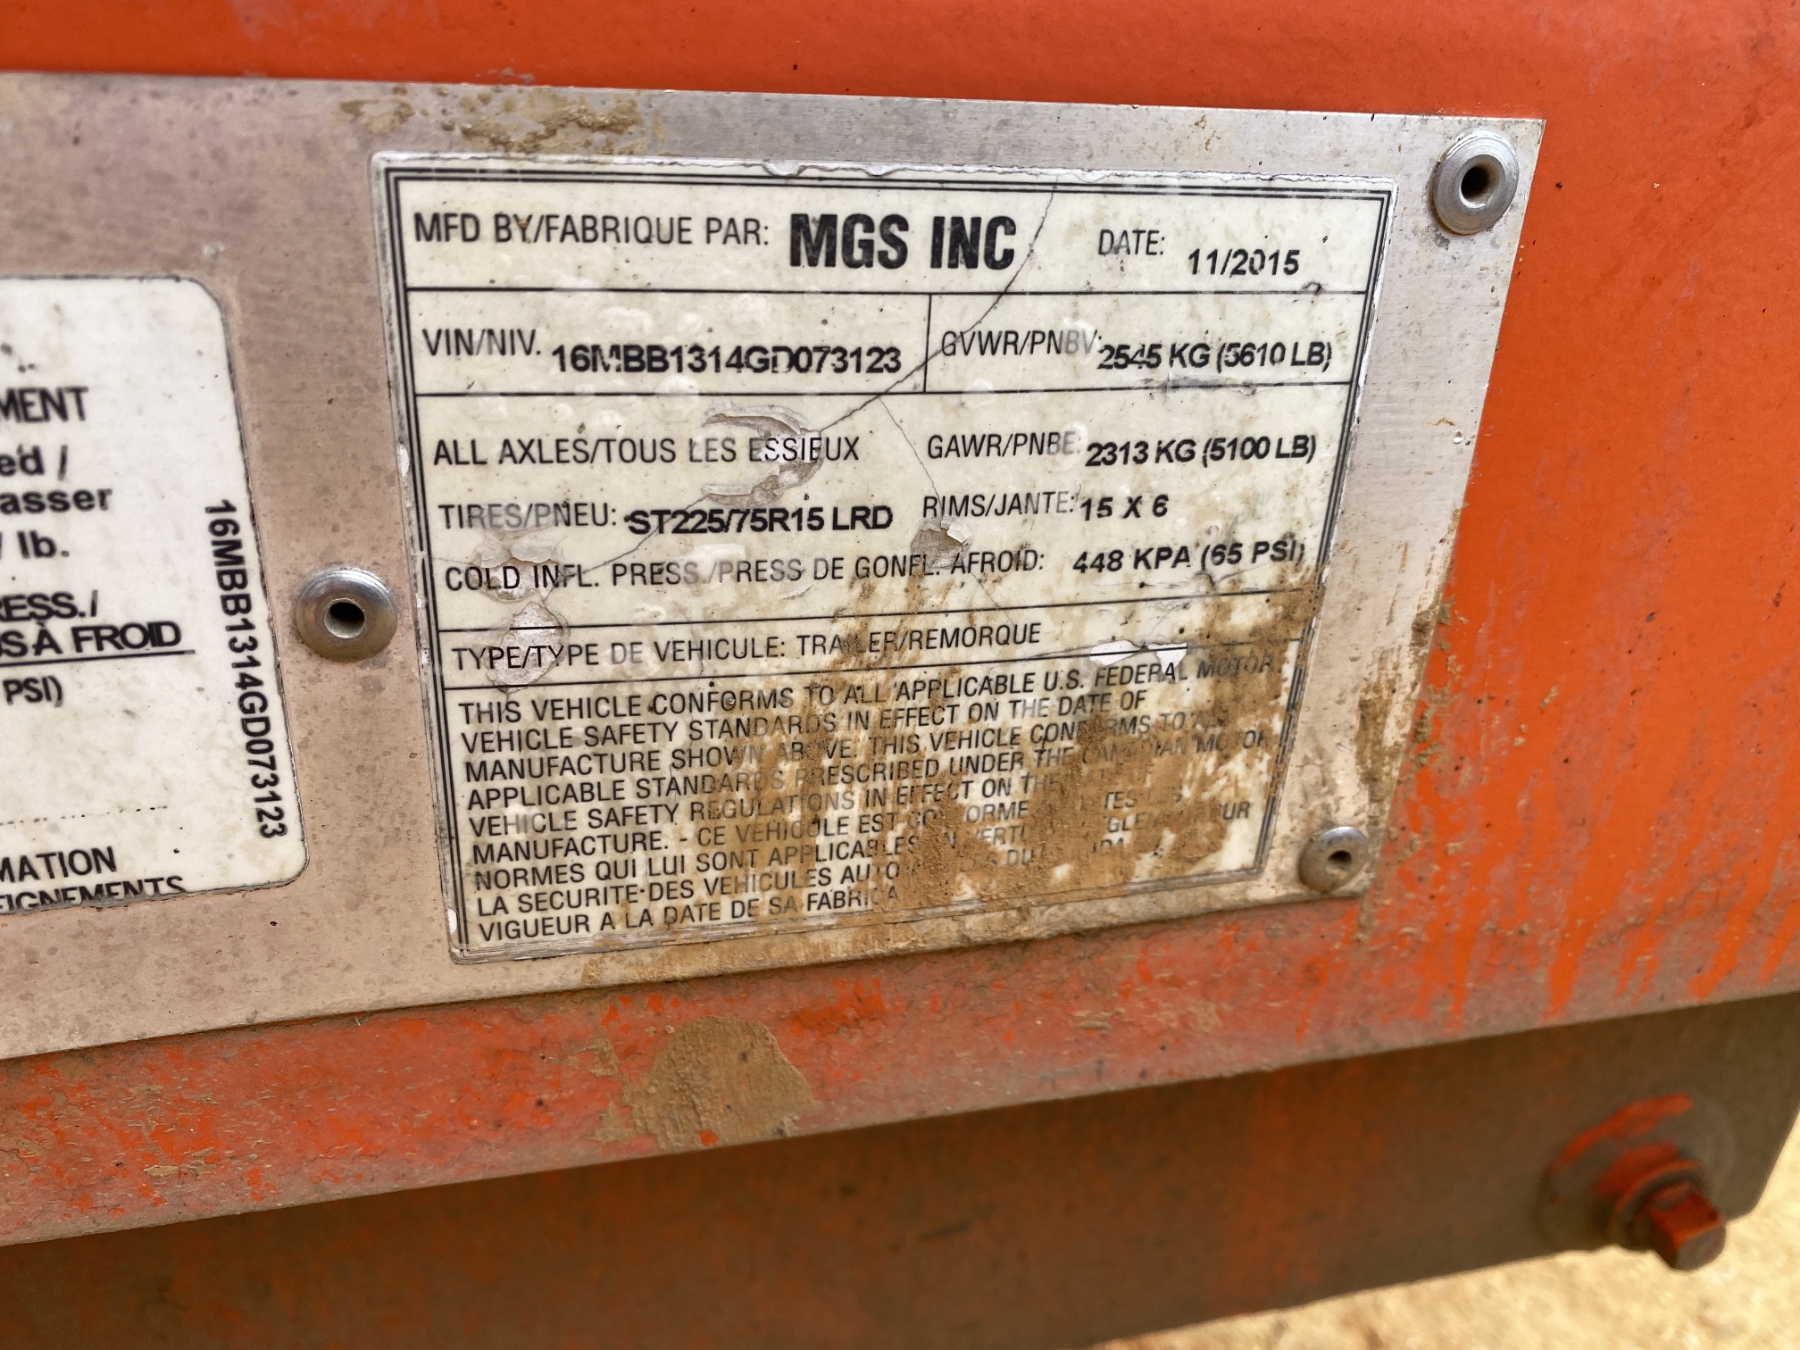 MENT
ed /
asser
/ lb.
RESS./
S À FROID
PSI)
MATION
EIGNEMENTS
16MBB1314GD073123
MFD BY/FABRIQUE PAR: MGS INC DATE: 11/2015
VIN/NIV. 16MBB1314GD073123 GVWR/PNBV: 2545 KG (5610 LB)
ALL AXLES/TOUS LES ESSIEUX GAWR/PNBE: 2313 KG (5100 LB)
TIRES/PNEU: ST225/75R15 LRD RIMS/JANTE: 15 X 6
COLD INFL. PRESS./PRESS DE GONFL. AFROID: 448 KPA (65 PSI)
TYPE/TYPE DE VEHICULE: TRAILER/REMORQUE
THIS VEHICLE CONFORMS TO ALL APPLICABLE U.S. FEDERAL MOTOR
VEHICLE SAFETY STANDARDS IN EFFECT ON THE DATE OF
MANUFACTURE SHOWN ABOVE. THIS VEHICLE CONFORMS TO ALL
APPLICABLE STANDARDS PRESCRIBED UNDER THE CANADIAN MOTOR
VEHICLE SAFETY REGULATIONS IN EFFECT ON THE DATE OF
MANUFACTURE. - CE VEHICULE EST CONFORME
NORMES QUI LUI SONT APPLICABLES EN VERTU
LA SECURITE DES VEHICULES AUTO DU
VIGUEUR A LA DATE DE SA FABRICA